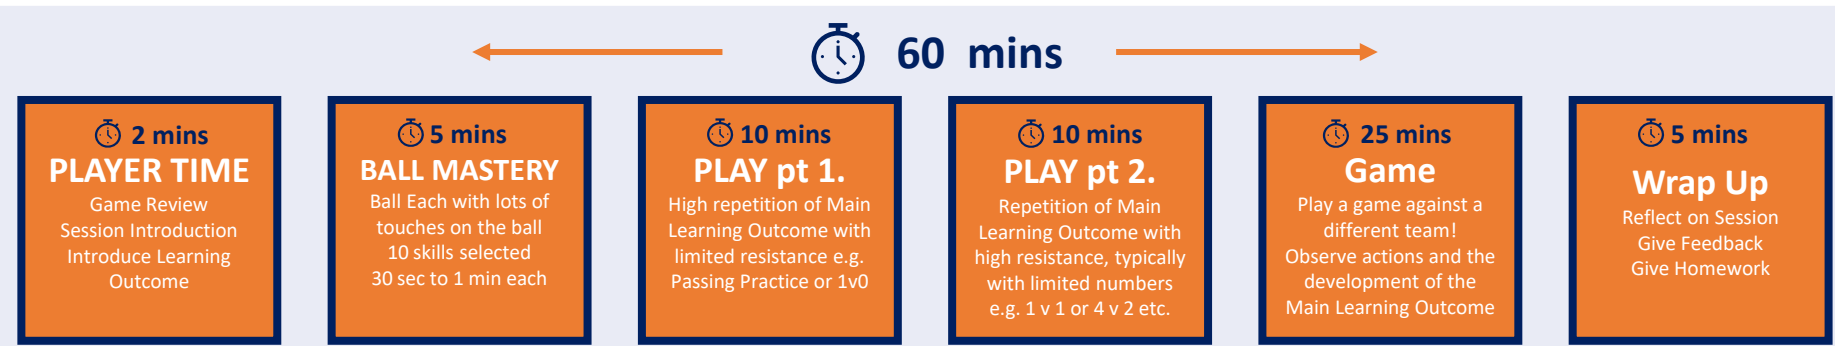 60 mins
2 mins
PLAYER TIME
Game Review
Session Introduction
Introduce Learning
Outcome
5 mins
BALL MASTERY
Ball Each with lots of
touches on the ball
10 skills selected
30 sec to 1 min each
10 mins
PLAY pt 1.
High repetition of Main
Learning Outcome with
limited resistance e.g.
Passing Practice or 1v0
10 mins
PLAY pt 2.
Repetition of Main
Learning Outcome with
high resistance, typically
with limited numbers
e.g. 1 v 1 or 4 v 2 etc.
25 mins
Game
Play a game against a
different team!
Observe actions and the
development of the
Main Learning Outcome
5 mins
Wrap Up
Reflect on Session
Give Feedback
Give Homework